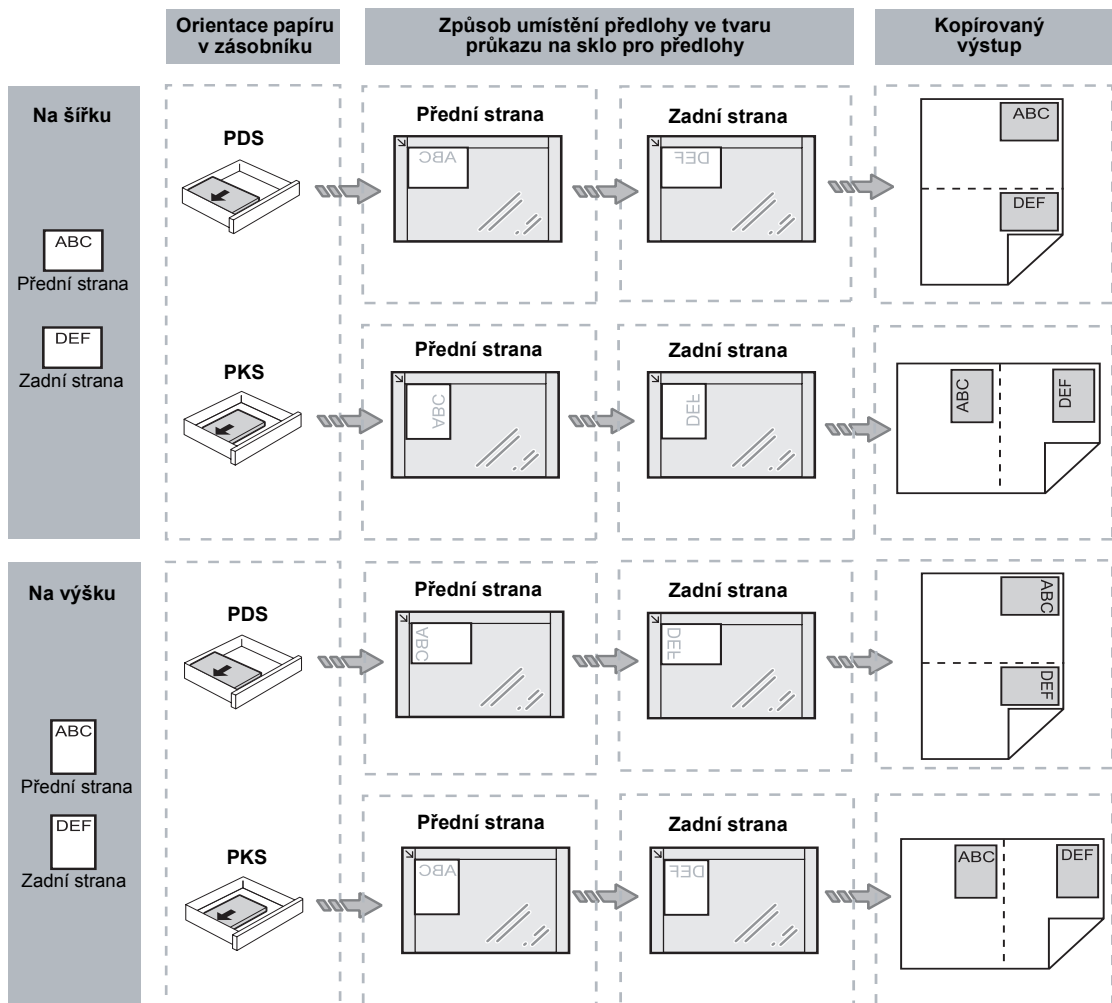 Orientace papíru
v zásobníku
Způsob umístění předlohy ve tvaru
průkazu na sklo pro předlohy
Kopírovaný
výstup
Na šířku
ABC
Přední strana
DEF
Zadní strana
PDS
Přední strana
ABC
Zadní strana
DEF
ABC
DEF
PKS
Přední strana
ABC
Zadní strana
DEF
ABC
DEF
Na výšku
ABC
Přední strana
DEF
Zadní strana
PDS
Přední strana
ABC
Zadní strana
DEF
ABC
DEF
PKS
Přední strana
ABC
Zadní strana
DEF
ABC
DEF